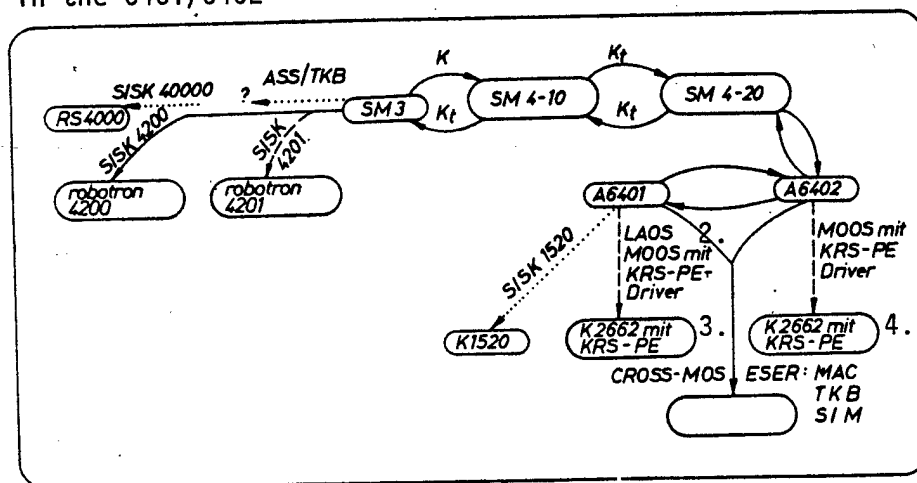 K
Kt
ASS/TKB
?
SISK 40000
SM 4-10
SM 4-20
RS4000
SM 3
Kt
Kt
SISK 4200
SISK
4201.
robotron
4200
robotron
4201
A6401
A6402
LAOS 2.
MOOS mit
KRS-PE-
Driver
MOOS mit
KRS-PE
Driver
SISK 1520
K1520
K2662 mit
KRS-PE
3.
K2662 mit
KRS-PE
4.
CROSS-MOS
ESER: MAC
TKB
SIM